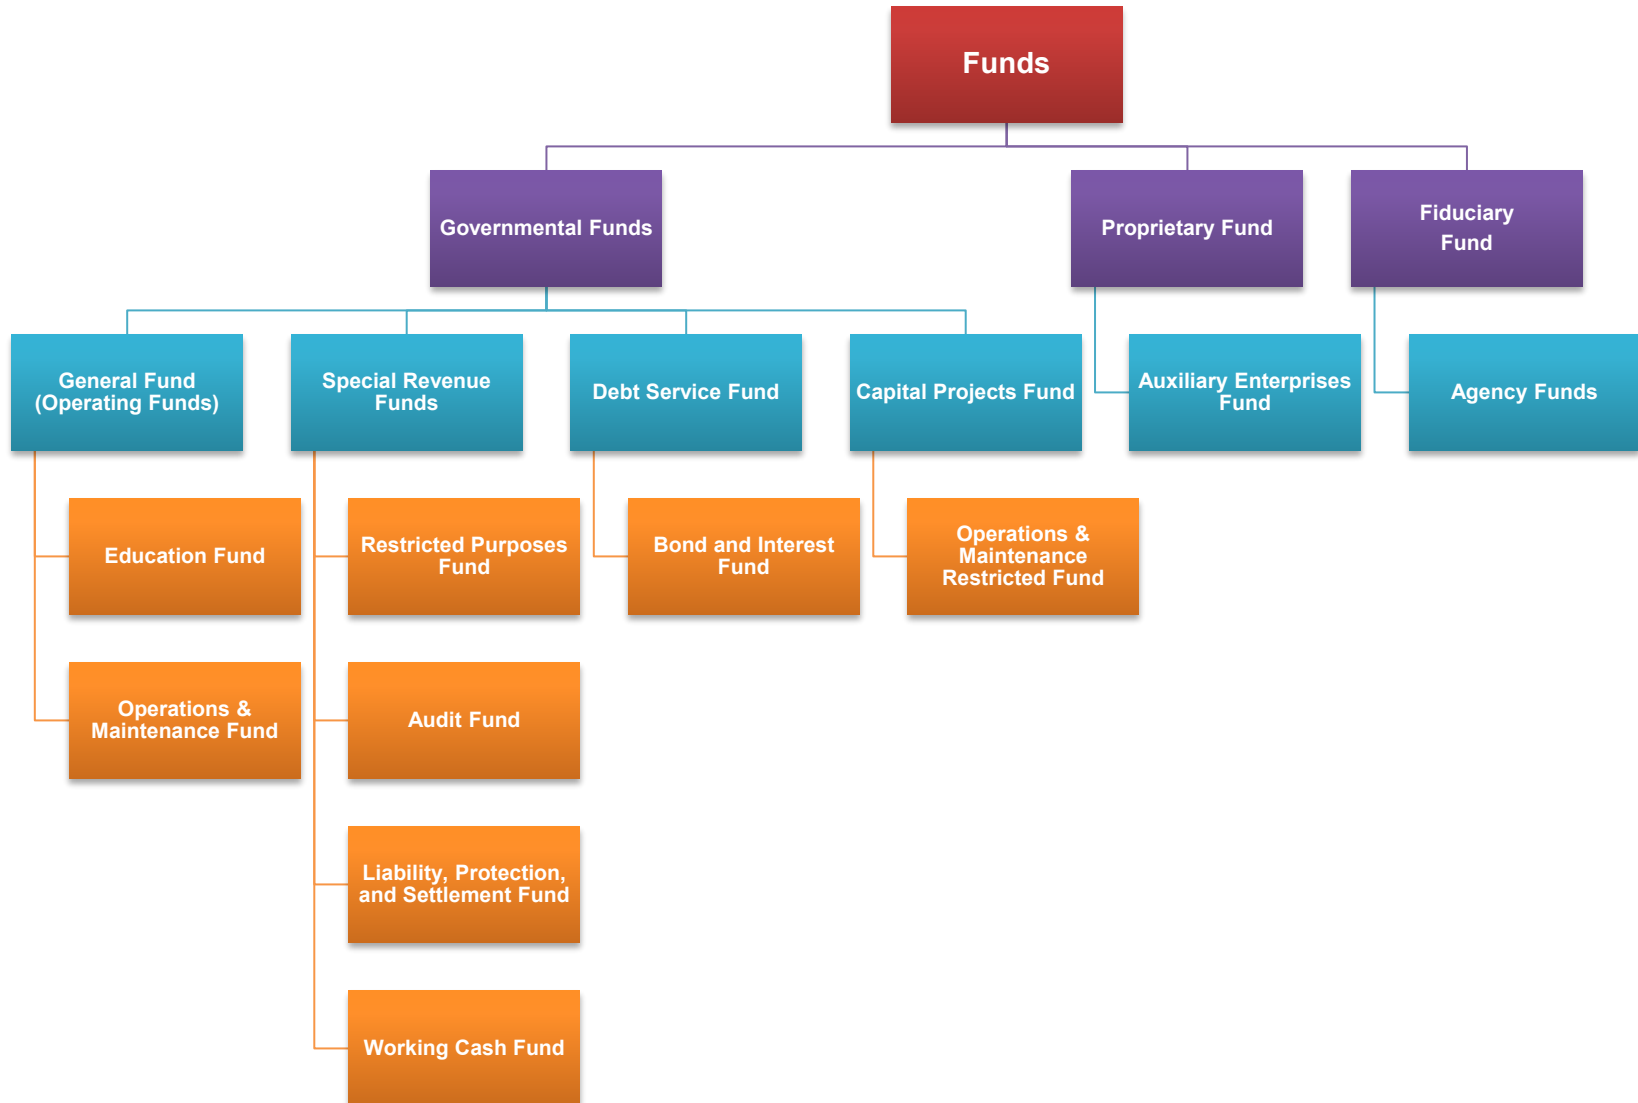 Funds
Governmental Funds
Proprietary Fund
Fiduciary
Fund
General Fund
(Operating Funds)
Special Revenue
Funds
Debt Service Fund
Capital Projects Fund
Auxiliary Enterprises
Fund
Agency Funds
Education Fund
Restricted Purposes
Fund
Bond and Interest
Fund
Operations &
Maintenance
Restricted Fund
Operations &
Maintenance Fund
Audit Fund
Liability, Protection,
and Settlement Fund
Working Cash Fund